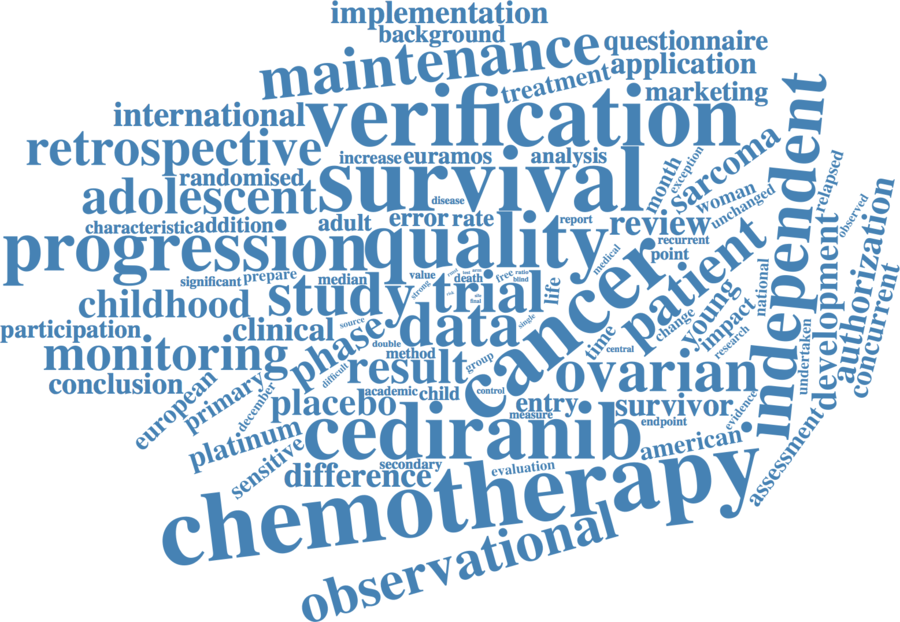 implementation
background
maintenance
questionnaire
treatment
application
marketing
international
verification
retrospective
increase
euramos
analysis
month
exception
sarcoma
independent
randomised
adolescent
survival
disease
woman
unchanged
relapsed
observed
characteristic
addition
adult
error
rate
report
review
recurrent
progression
quality
medical
point
patient
development
authorization
concurrent
significant
prepare
median
value
strong
death
free
ratio
blind
life
national
childhood
study
trial
cancer
young
change
impact
research
undertaken
participation
clinical
source
phase
data
single
time
central
monitoring
double
method
result
group
ovarian
conclusion
difficult
european
primary
december
academic
child
control
placebo
entry
measure
survivor
endpoint
evidence
assessment
platinum
cediranib
american
sensitive
difference
secondary
evaluation
chemotherapy
observational
final